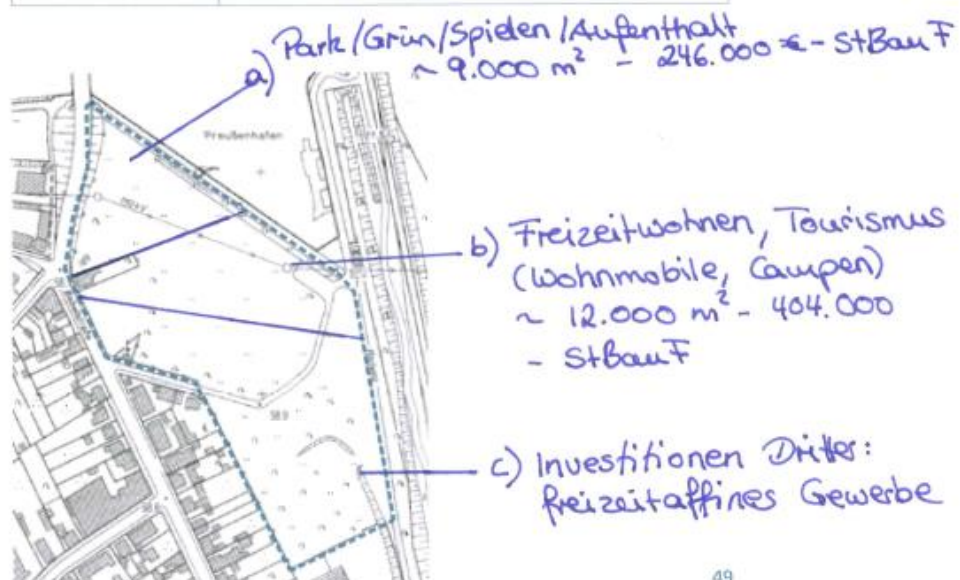 a) Park/Grün/Spielen/Aufenthalt
~ 9.000 m² - 246.000 € - StBauF
Preußenhafen
b) Freizeitwohnen, Tourismus
(Wohnmobile, Campen)
~ 12.000 m² - 404.000
- StBauF
c) Investitionen Dritter:
freizeitaffines Gewerbe
49